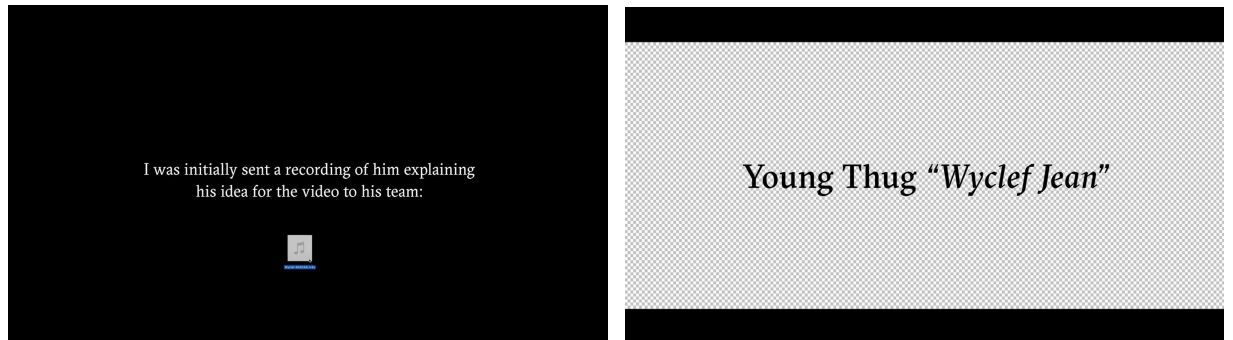 I was initially sent a recording of him explaining
his idea for the video to his team:
Young Thug “Wyclef Jean”